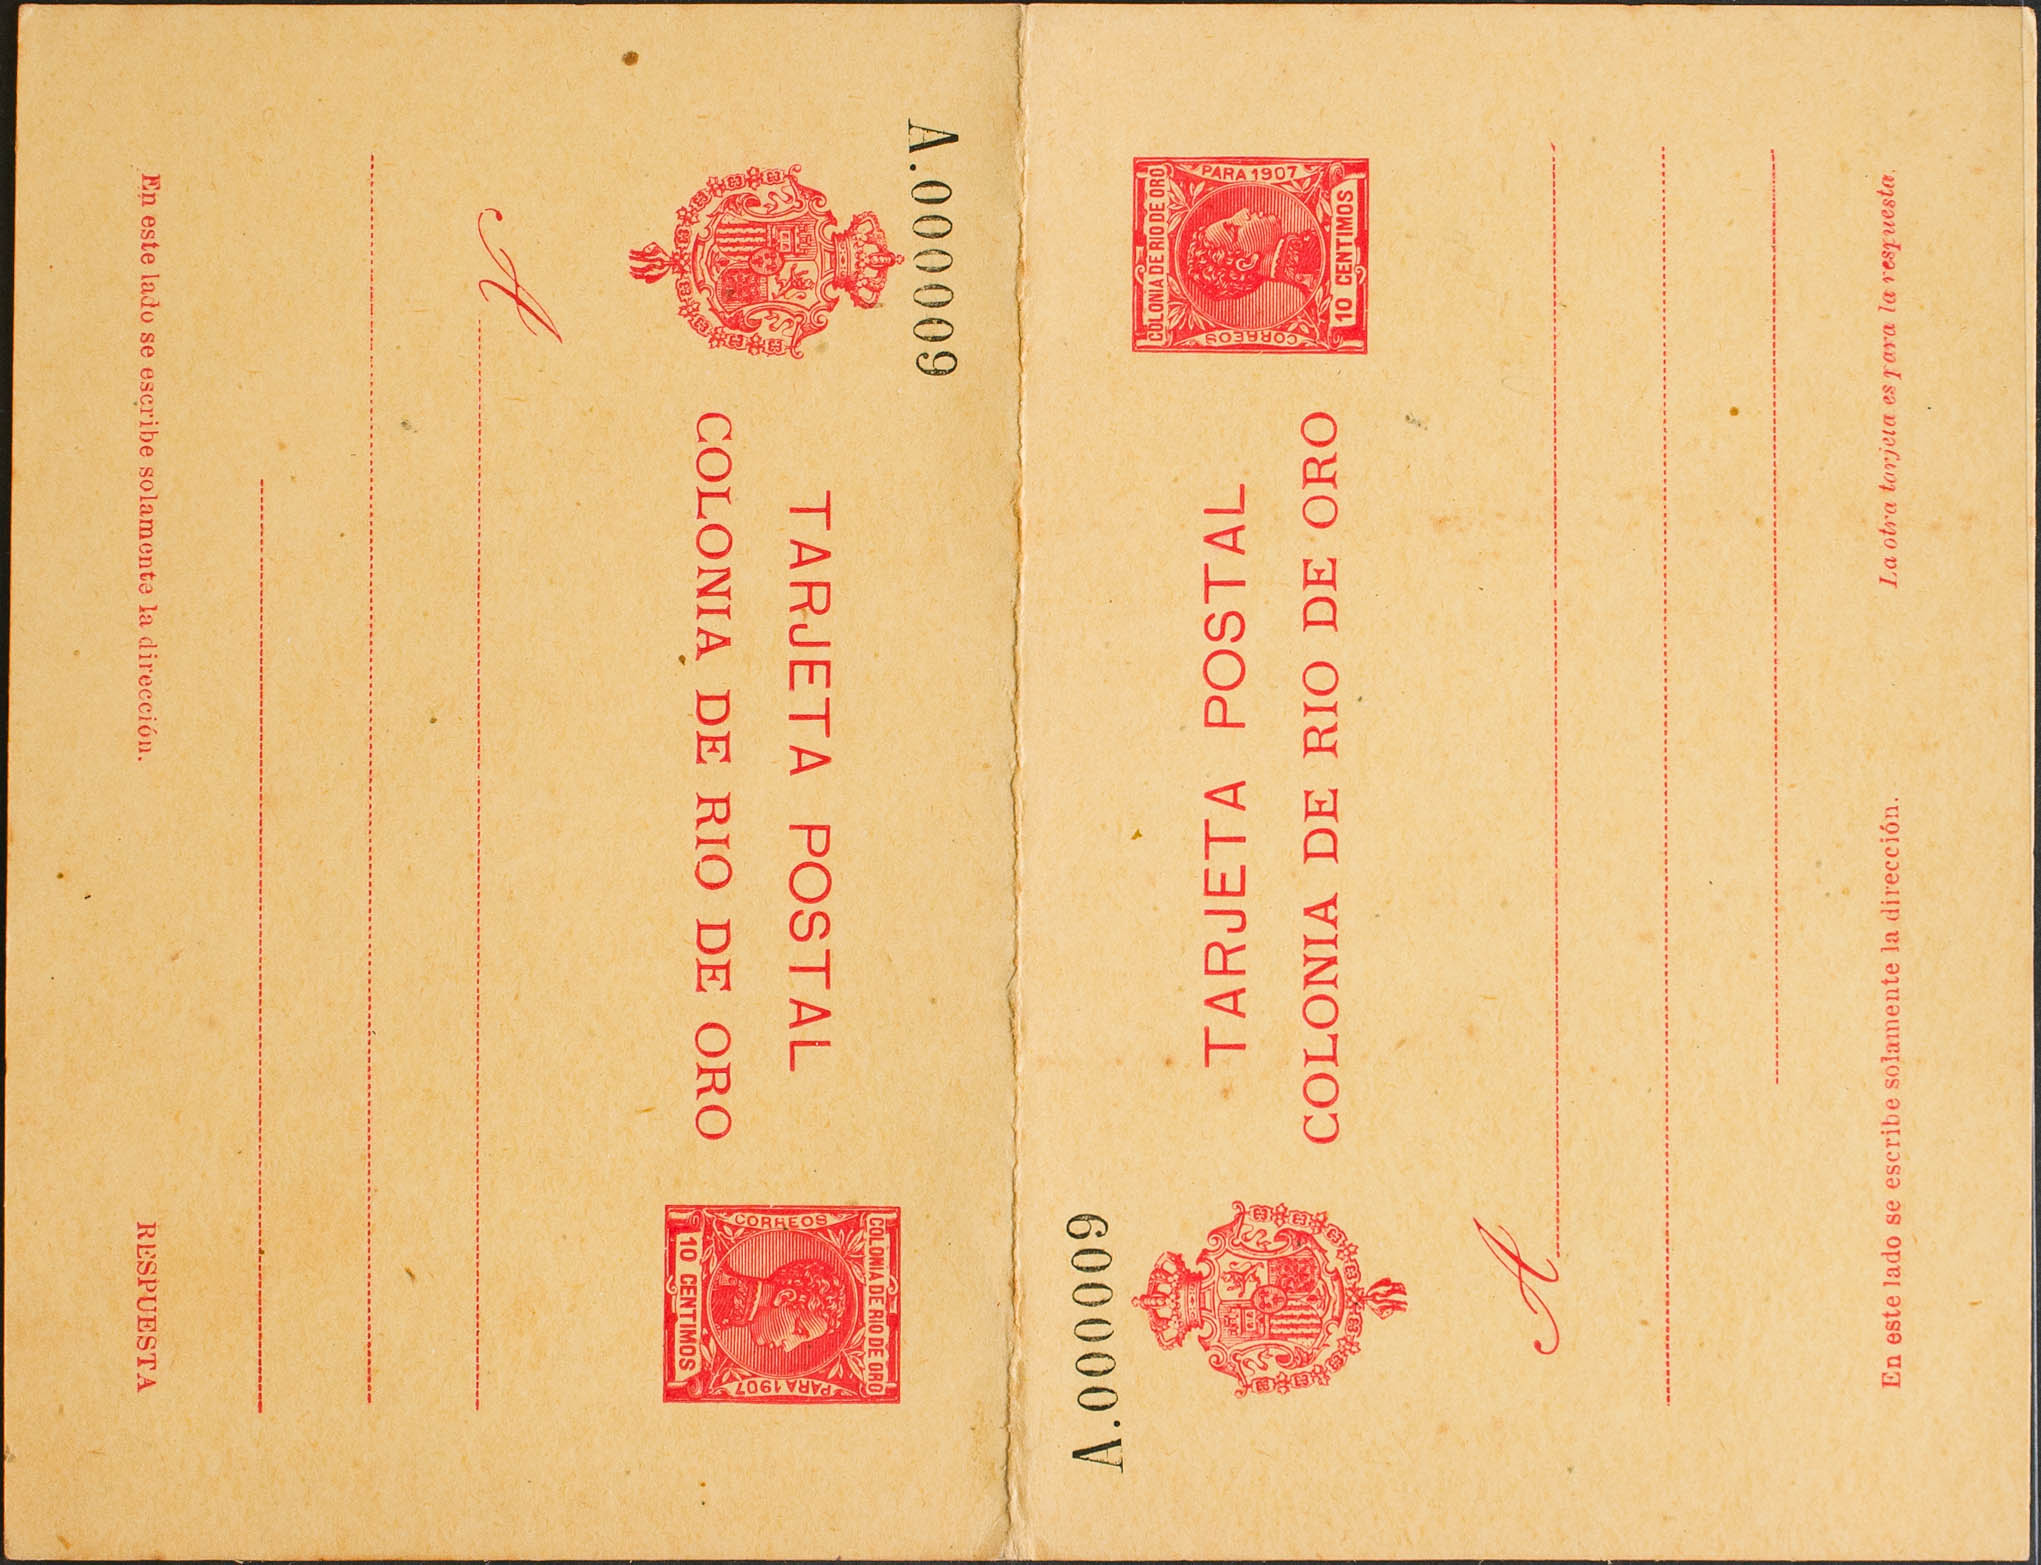 A.000009
TARJETA POSTAL
COLONIA DE RIO DE ORO
COLONIA DE RIO DE ORO
CORREOS
PARA 1907
10 CENTIMOS
A
En este lado se escribe solamente la dirección.
RESPUESTA
A.000009
TARJETA POSTAL
COLONIA DE RIO DE ORO
COLONIA DE RIO DE ORO
CORREOS
PARA 1907
10 CENTIMOS
A
En este lado se escribe solamente la dirección.
La otra tarjeta es para la respuesta.